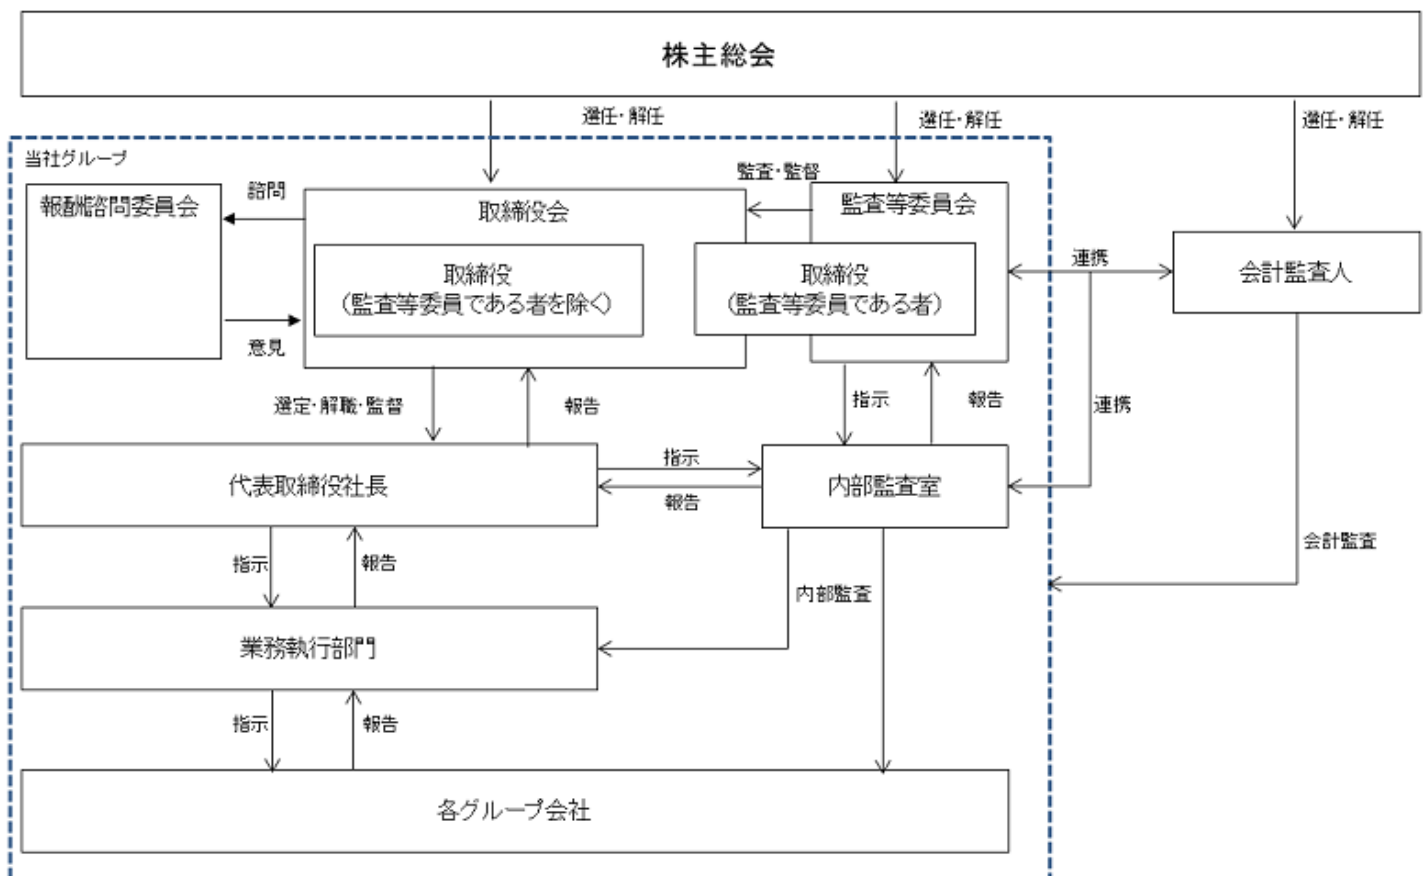 株主総会
選任・解任
選任・解任
選任・解任
当社グループ
監査・監督
報酬諮問委員会
諮問
取締役会
監査等委員会
取締役
(監査等委員である者を除く)
取締役
(監査等委員である者)
連携
会計監査人
意見
選定・解職・監督
報告
指示
報告
連携
代表取締役社長
指示
報告
内部監査室
指示
報告
内部監査
会計監査
業務執行部門
指示
報告
各グループ会社